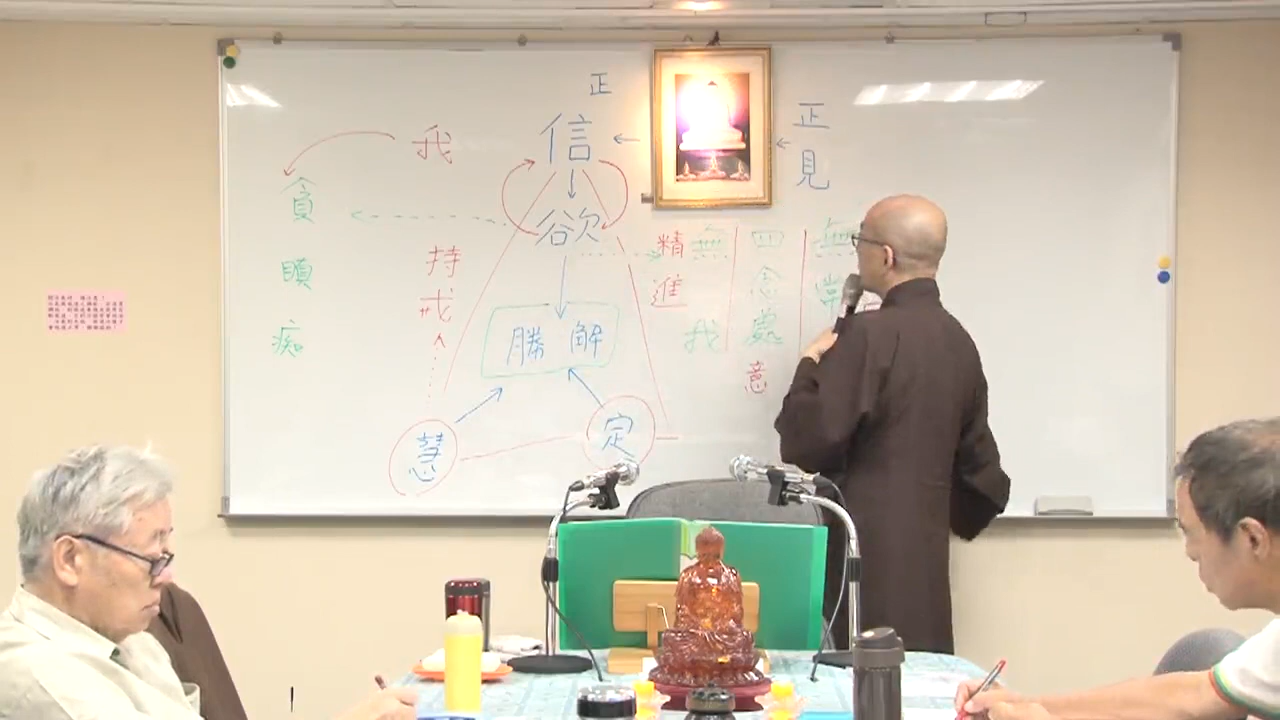 正
信
欲
勝解
慧
定
正見
我
貪
瞋
痴
持戒
精進
無我
四念處
意
無常